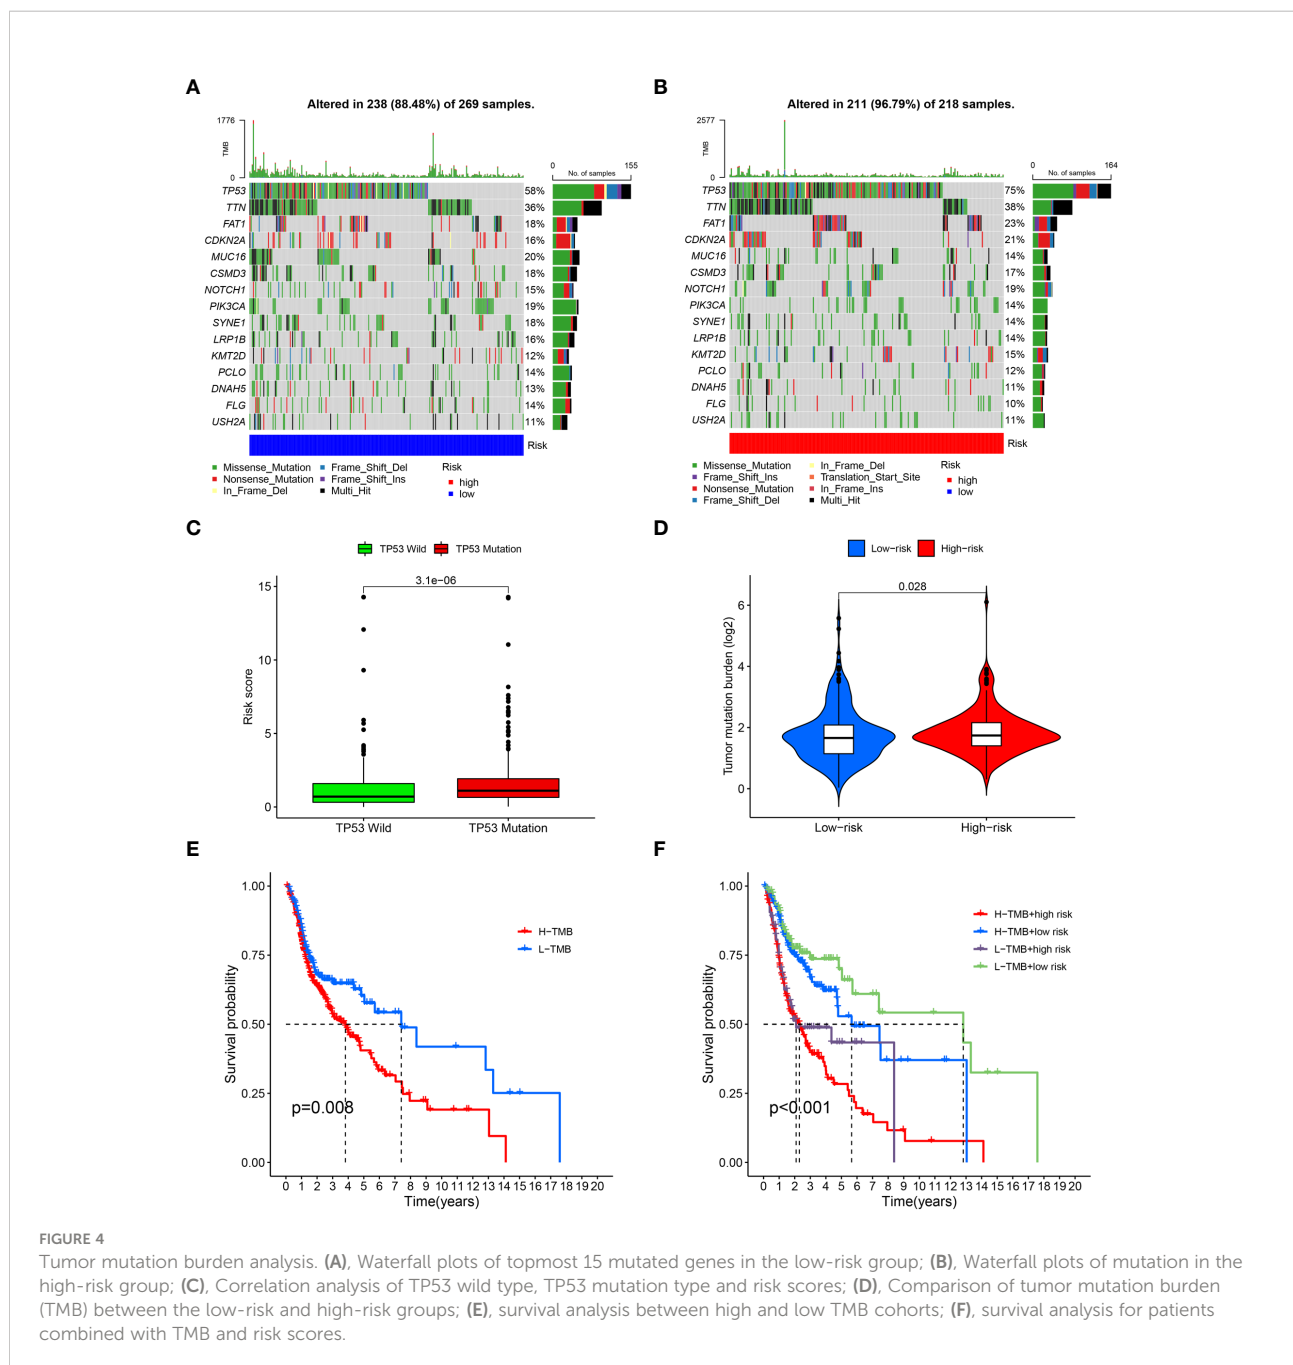 A
Altered in 238 (88.48%) of 269 samples.
1776
TMB
0
0 155
No. of samples
TP53 58%
TTN 36%
FAT1 18%
CDKN2A 16%
MUC16 20%
CSMD3 18%
NOTCH1 15%
PIK3CA 19%
SYNE1 18%
LRP1B 16%
KMT2D 12%
PCLO 14%
DNAH5 13%
FLG 14%
USH2A 11%
Risk
Missense_Mutation
Nonsense_Mutation
In_Frame_Del
Frame_Shift_Del
Frame_Shift_Ins
Multi_Hit
Risk
high
low
B
Altered in 211 (96.79%) of 218 samples.
2577
TMB
0
0 164
No. of samples
TP53 75%
TTN 38%
FAT1 23%
CDKN2A 21%
MUC16 14%
CSMD3 17%
NOTCH1 19%
PIK3CA 14%
SYNE1 14%
LRP1B 14%
KMT2D 15%
PCLO 12%
DNAH5 11%
FLG 10%
USH2A 11%
Risk
Missense_Mutation
Frame_Shift_Ins
Nonsense_Mutation
Frame_Shift_Del
In_Frame_Del
Translation_Start_Site
In_Frame_Ins
Multi_Hit
Risk
high
low
C
TP53 Wild TP53 Mutation
3.1e−06
15
10
5
0
Risk score
TP53 Wild TP53 Mutation
D
Low−risk High−risk
0.028
6
4
2
0
Tumor mutation burden (log2)
Low−risk High−risk
E
1.00
0.75
0.50
0.25
0.00
Survival probability
H−TMB
L−TMB
p=0.008
0 1 2 3 4 5 6 7 8 9 10 11 12 13 14 15 16 17 18 19 20
Time(years)
F
1.00
0.75
0.50
0.25
0.00
Survival probability
H−TMB+high risk
H−TMB+low risk
L−TMB+high risk
L−TMB+low risk
p<0.001
0 1 2 3 4 5 6 7 8 9 10 11 12 13 14 15 16 17 18 19 20
Time(years)
FIGURE 4
Tumor mutation burden analysis. (A), Waterfall plots of topmost 15 mutated genes in the low-risk group; (B), Waterfall plots of mutation in the
high-risk group; (C), Correlation analysis of TP53 wild type, TP53 mutation type and risk scores; (D), Comparison of tumor mutation burden
(TMB) between the low-risk and high-risk groups; (E), survival analysis between high and low TMB cohorts; (F), survival analysis for patients
combined with TMB and risk scores.